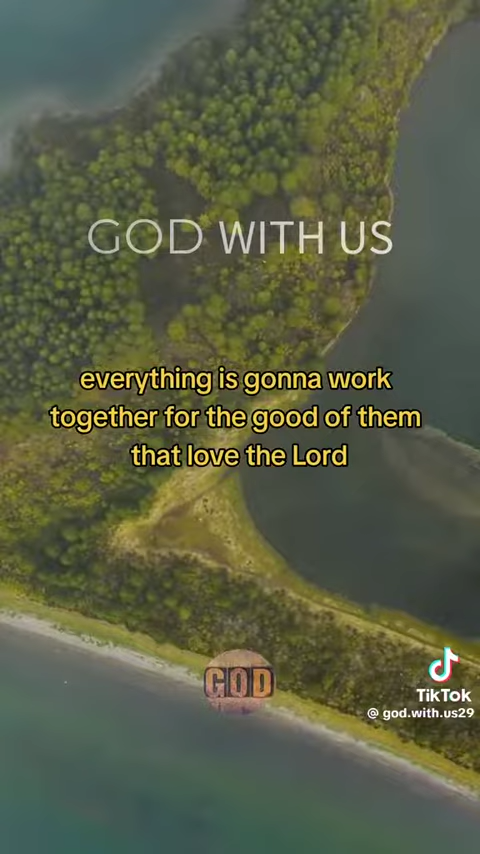 GOD WITH US
everything is gonna work
together for the good of them
that love the Lord
GOD
TikTok
@ god.with.us29